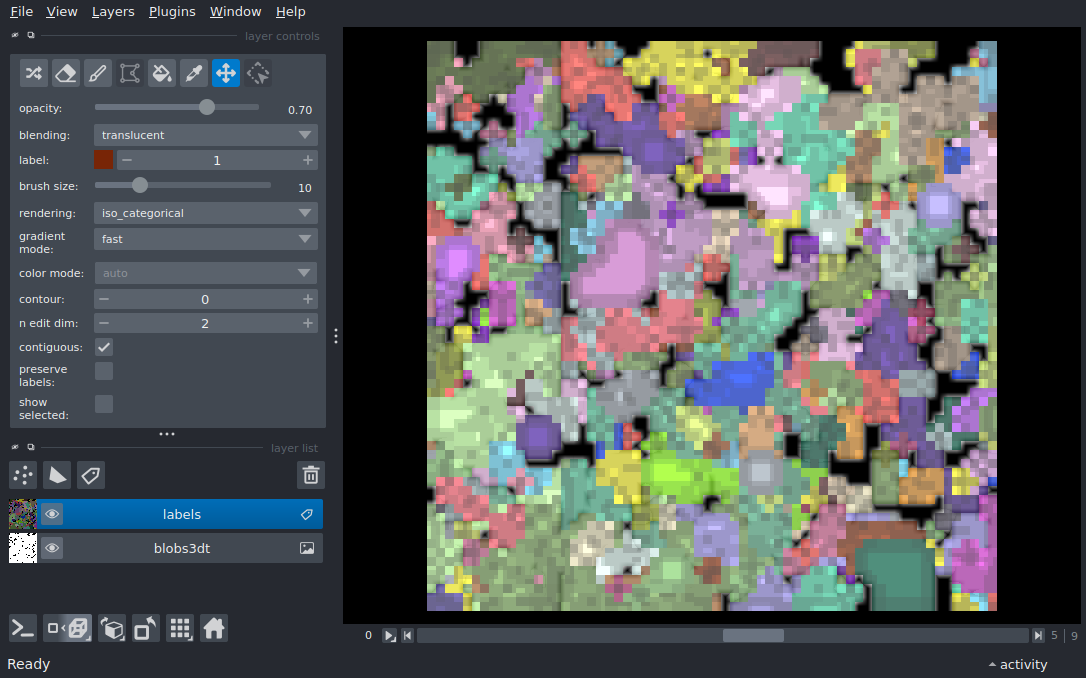 File View Layers Plugins Window Help
layer controls
opacity: 0.70
blending: translucent
label: 1
brush size: 10
rendering: iso_categorical
gradient
mode: fast
color mode: auto
contour: 0
n edit dim: 2
contiguous:
preserve
labels:
show
selected:
layer list
labels
blobs3dt
0 5 9
Ready activity